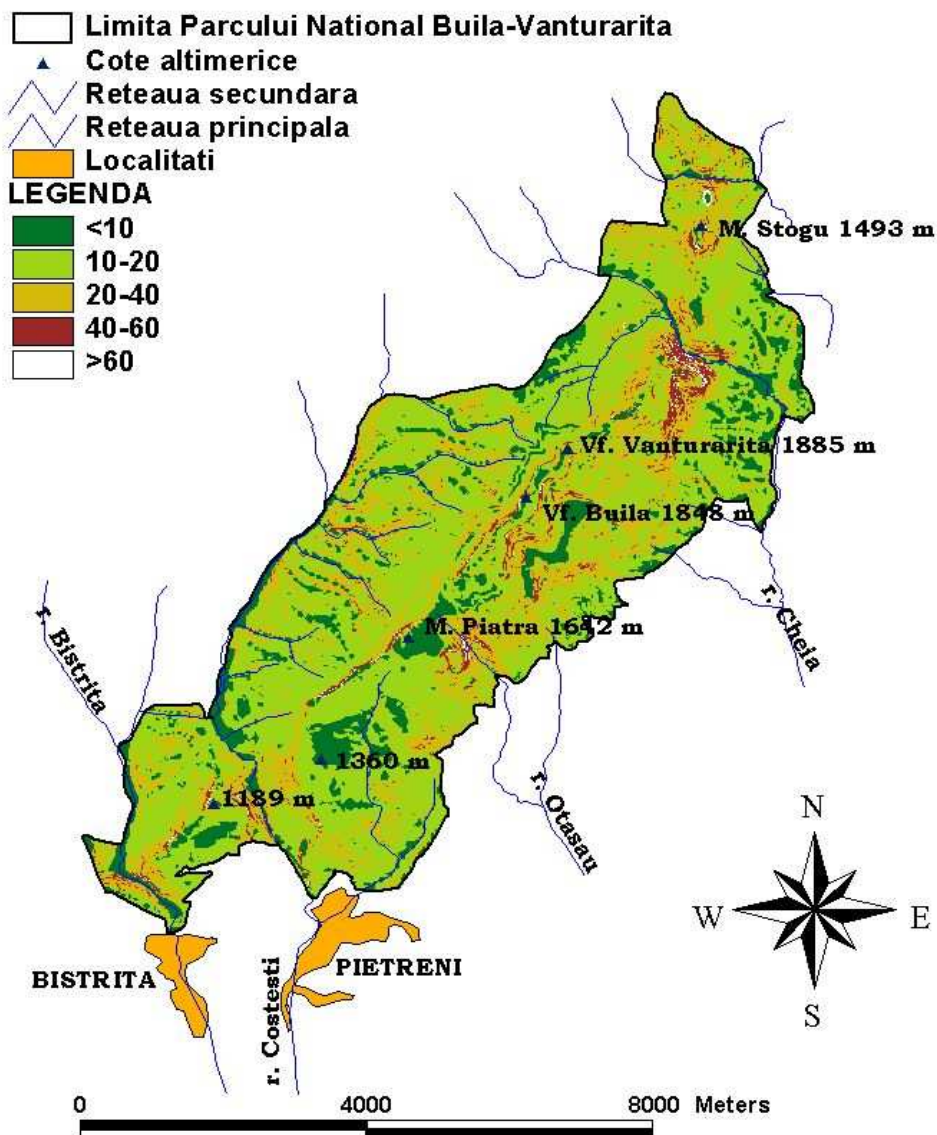 Limita Parcului National Buila-Vanturarita
Cote altimerice
Reteaua secundara
Reteaua principala
Localitati
LEGENDA
<10
10-20
20-40
40-60
>60
M. Stogu 1493 m
Vf. Vanturarita 1885 m
Vf. Buila 1848 m
r. Cheia
r. Bistrita
M. Piatra 1642 m
1360 m
1189 m
r. Otasau
N
W E
S
BISTRITA
PIETRENI
r. Costesti
0 4000 8000 Meters